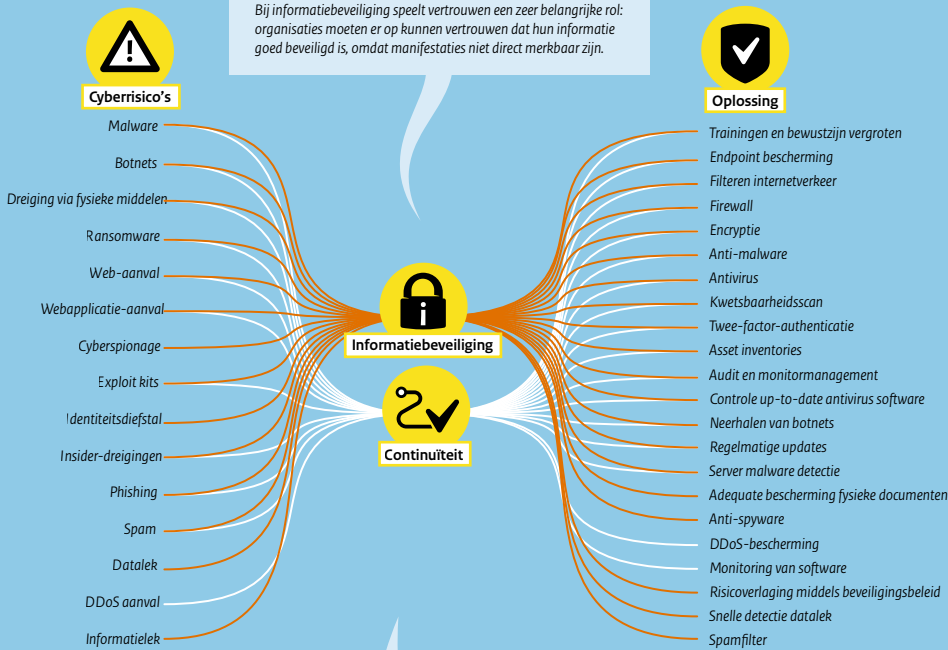 Bij informatiebeveiliging speelt vertrouwen een zeer belangrijke rol:
organisaties moeten er op kunnen vertrouwen dat hun informatie
goed beveiligd is, omdat manifestaties niet direct merkbaar zijn.
Cyberrisico's
Malware
Botnets
Dreiging via fysieke middelen
Ransomware
Web-aanval
Webapplicatie-aanval
Cyberspionage
Exploit kits
Identiteitsdiefstal
Insider-dreigingen
Phishing
Spam
Datalek
DDoS aanval
Informatielek
i
Informatiebeveiliging
Continuïteit
Oplossing
Trainingen en bewustzijn vergroten
Endpoint bescherming
Filteren internetverkeer
Firewall
Encryptie
Anti-malware
Antivirus
Kwetsbaarheidsscan
Twee-factor-authenticatie
Asset inventories
Audit en monitormanagement
Controle up-to-date antivirus software
Neerhalen van botnets
Regelmatige updates
Server malware detectie
Adequate bescherming fysieke documenten
Anti-spyware
DDoS-bescherming
Monitoring van software
Risicoverlaging middels beveiligingsbeleid
Snelle detectie datalek
Spamfilter